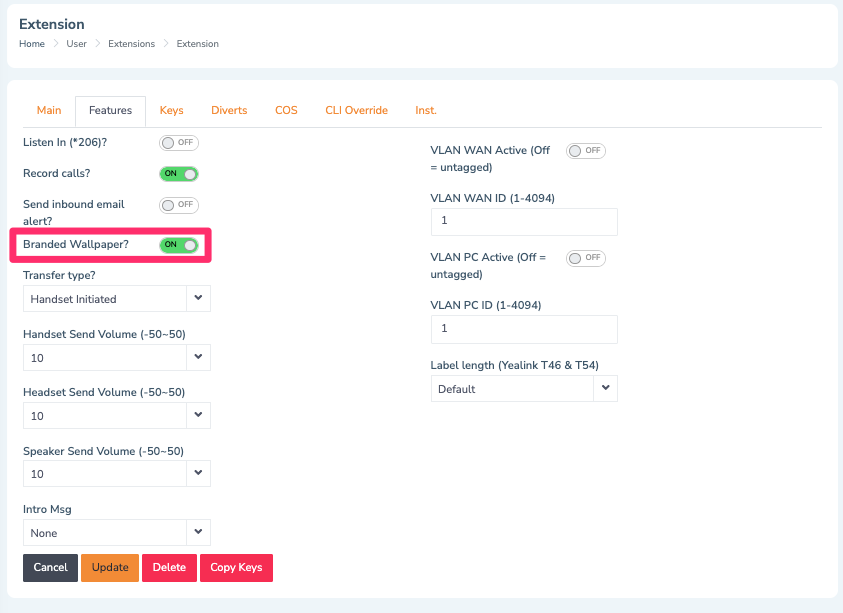 Extension
Home User Extensions Extension
Main Features Keys Diverts COS CLI Override Inst.
Listen In (*206)? OFF
Record calls? ON
Send inbound email
alert? OFF
Branded Wallpaper? ON
Transfer type?
Handset Initiated
Handset Send Volume (-50~50)
10
Headset Send Volume (-50~50)
10
Speaker Send Volume (-50~50)
10
Intro Msg
None
VLAN WAN Active (Off
= untagged) OFF
VLAN WAN ID (1-4094)
1
VLAN PC Active (Off =
untagged) OFF
VLAN PC ID (1-4094)
1
Label length (Yealink T46 & T54)
Default
Cancel Update Delete Copy Keys